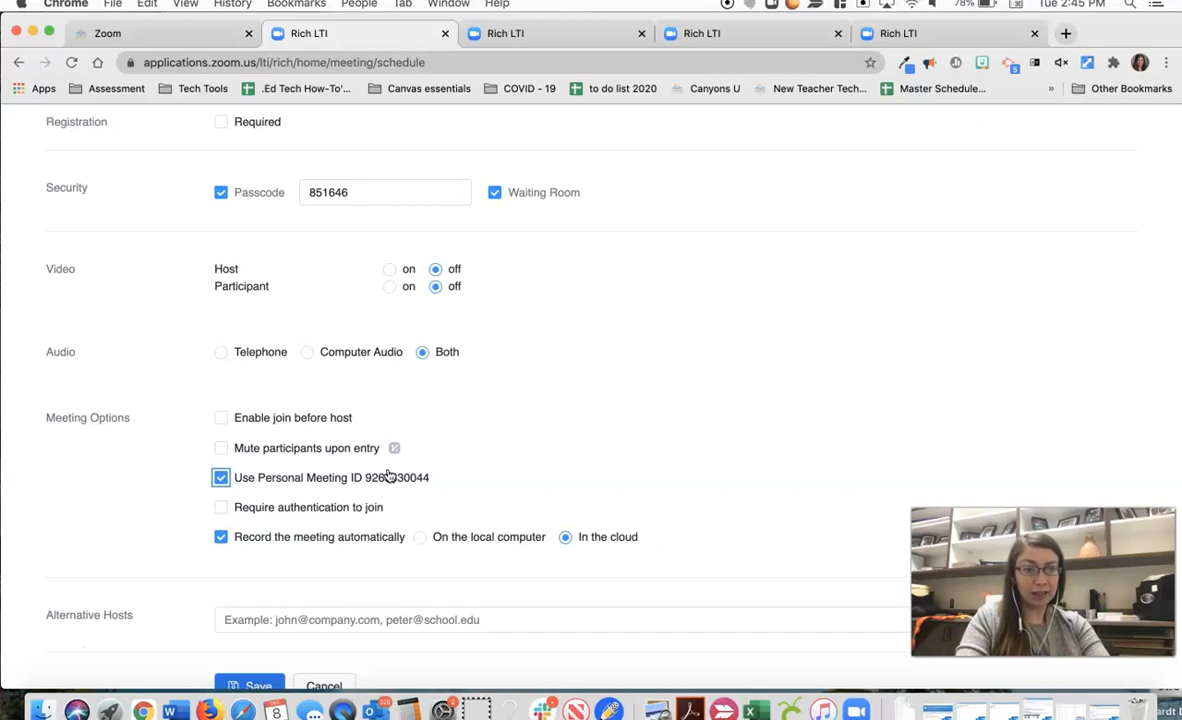 Chrome File Edit View History Bookmarks People Tab Window Help 78% Tue 2:45 PM
Zoom Rich LTI Rich LTI Rich LTI Rich LTI
applications.zoom.us/lti/rich/home/meeting/schedule
Apps Assessment Tech Tools .Ed Tech How-To'... Canvas essentials COVID - 19 to do list 2020 Canyons U New Teacher Tech... Master Schedule... » Other Bookmarks
Registration Required
Security Passcode 851646 Waiting Room
Video Host on off
Participant on off
Audio Telephone Computer Audio Both
Meeting Options Enable join before host
Mute participants upon entry
Use Personal Meeting ID
Require authentication to join
Record the meeting automatically On the local computer In the cloud
Alternative Hosts Example: john@company.com, peter@school.edu
Save Cancel